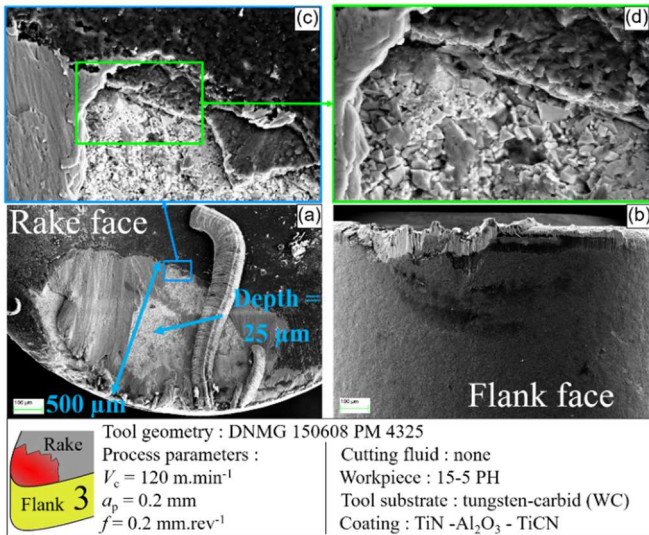 (c)
(d)
Rake face
(a)
(b)
Depth =
25 µm
500 µm
Flank face
100 µm
100 µm
Rake
Flank 3
Tool geometry : DNMG 150608 PM 4325
Process parameters :
Vc = 120 m.min-1
ap = 0.2 mm
f = 0.2 mm.rev-1
Cutting fluid : none
Workpiece : 15-5 PH
Tool substrate : tungsten-carbid (WC)
Coating : TiN -Al2O3 - TiCN